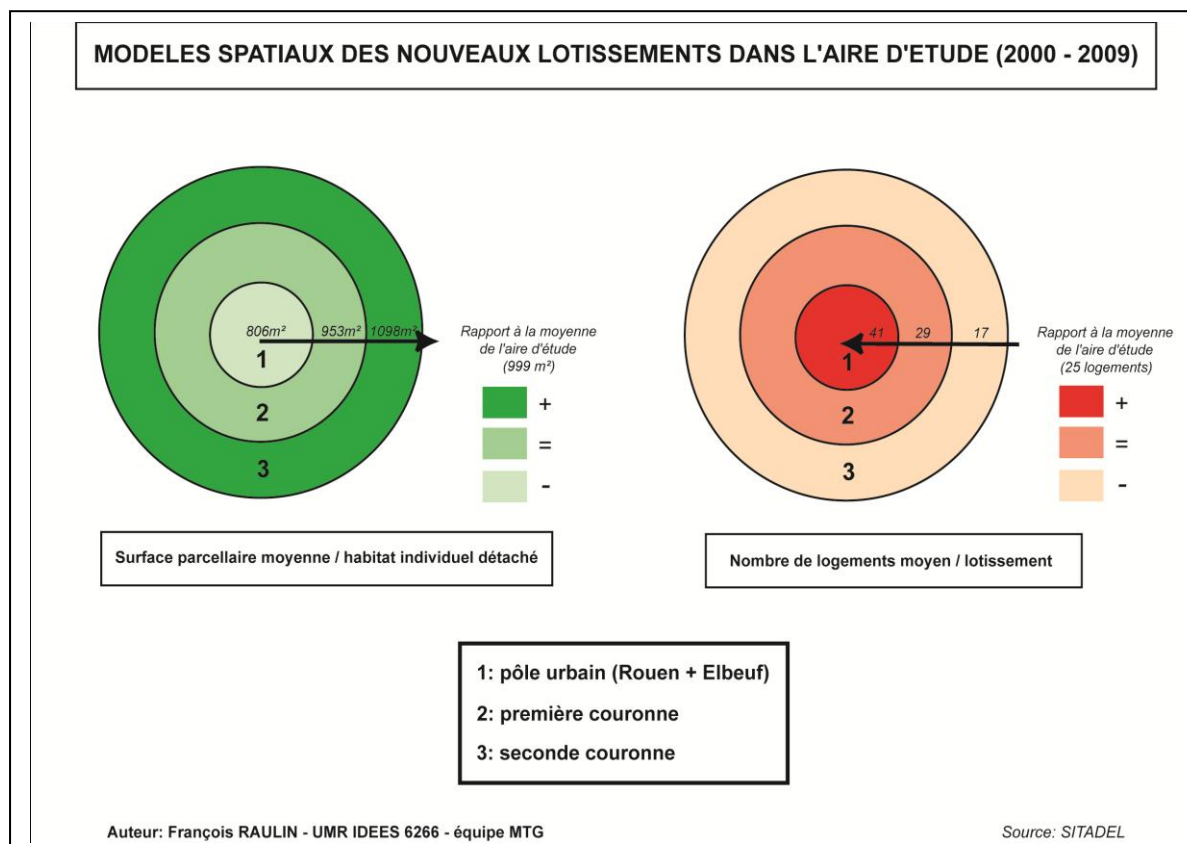 MODELES SPATIAUX DES NOUVEAUX LOTISSEMENTS DANS L'AIRE D'ETUDE (2000 - 2009)
806m²
953m²
1098m²
1
2
3
Rapport à la moyenne
de l'aire d'étude
(999 m²)
+
=
-
Surface parcellaire moyenne / habitat individuel détaché
41
29
17
1
2
3
Rapport à la moyenne
de l'aire d'étude
(25 logements)
+
=
-
Nombre de logements moyen / lotissement
1: pôle urbain (Rouen + Elbeuf)
2: première couronne
3: seconde couronne
Auteur: François RAULIN - UMR IDEES 6266 - équipe MTG
Source: SITADEL